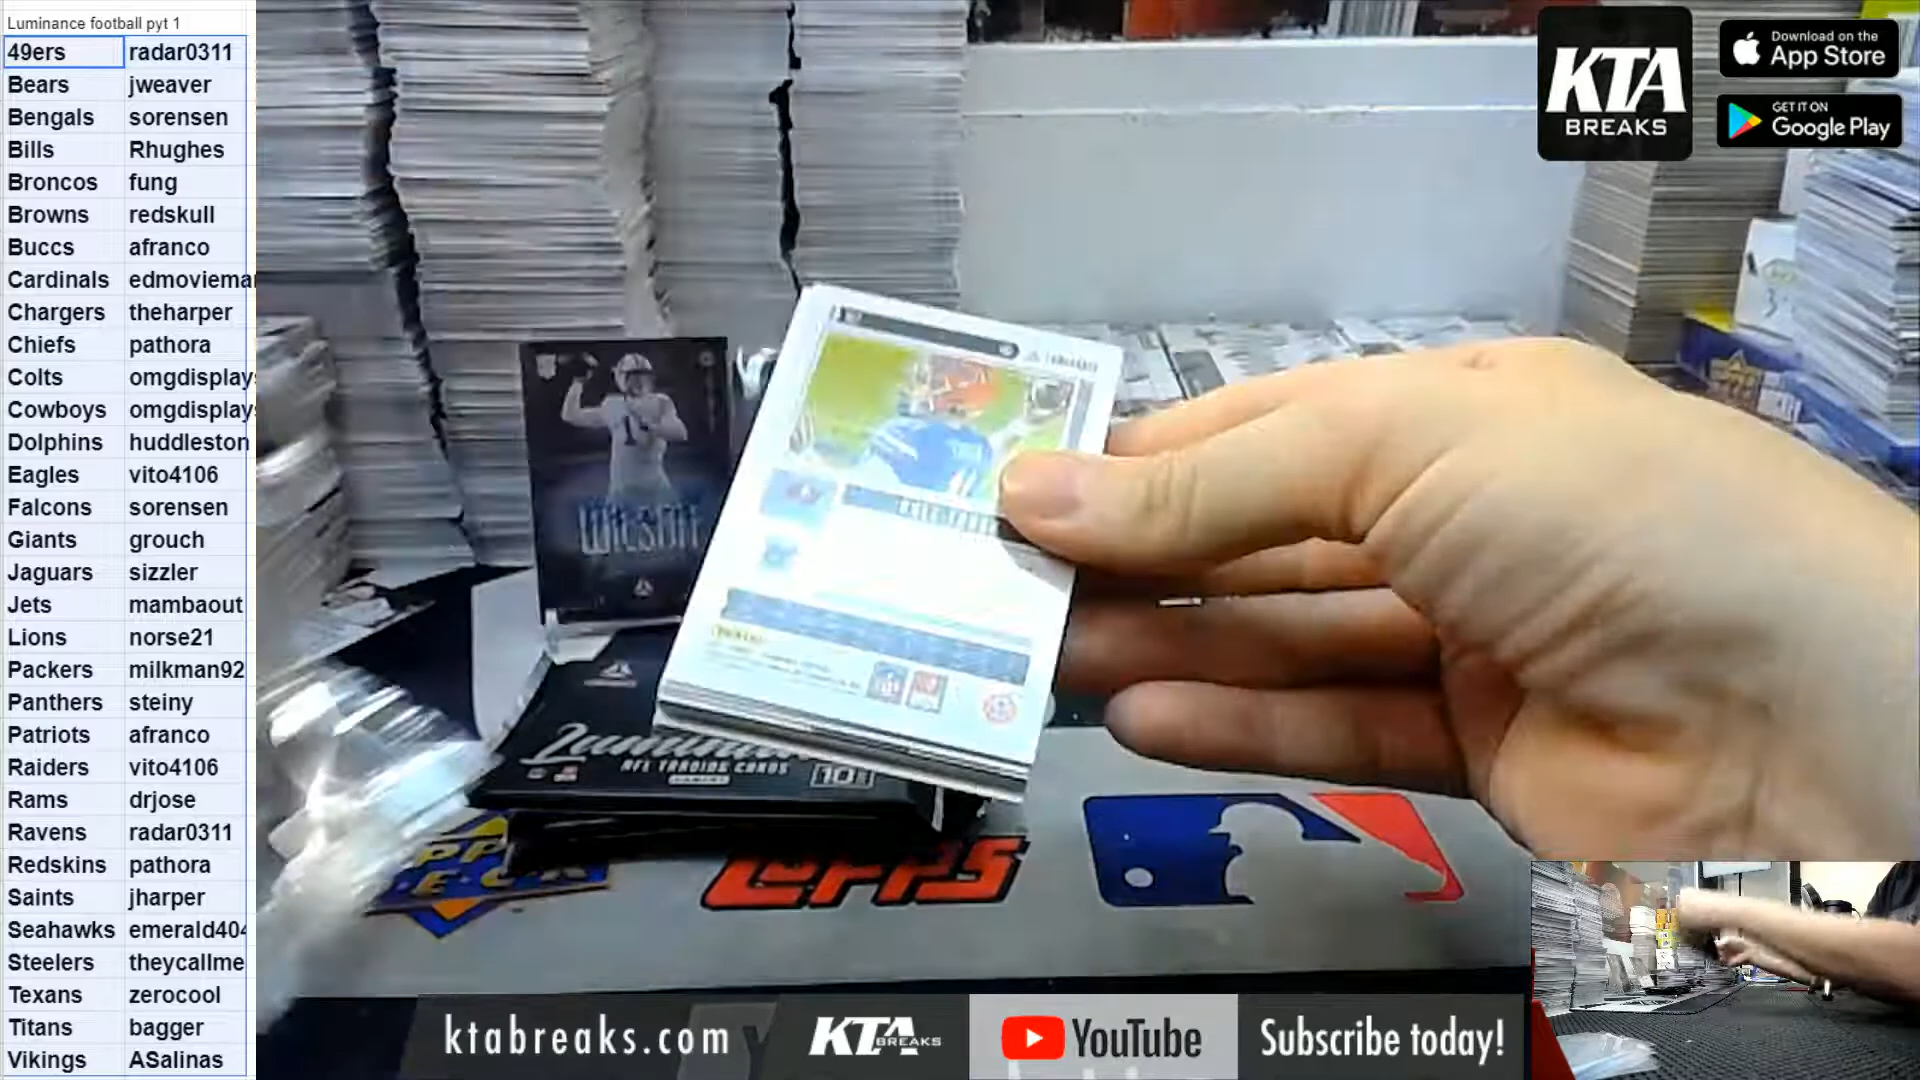 Luminance football pyt 1
49ers radar0311
Bears jweaver
Bengals sorensen
Bills Rhughes
Broncos fung
Browns redskull
Buccs afranco
Cardinals edmoviema
Chargers theharper
Chiefs pathora
Colts omgdisplay
Cowboys omgdisplay
Dolphins huddleston
Eagles vito4106
Falcons sorensen
Giants grouch
Jaguars sizzler
Jets mambaout
Lions norse21
Packers milkman92
Panthers steiny
Patriots afranco
Raiders vito4106
Rams drjose
Ravens radar0311
Redskins pathora
Saints jharper
Seahawks emerald404
Steelers theycallme
Texans zerocool
Titans bagger
Vikings ASalinas
KTA
BREAKS
Download on the
App Store
GET IT ON
Google Play
Wilson
NFL TRADING CARDS
TOPPS
ktabreaks.com
KTA BREAKS
YouTube
Subscribe today!